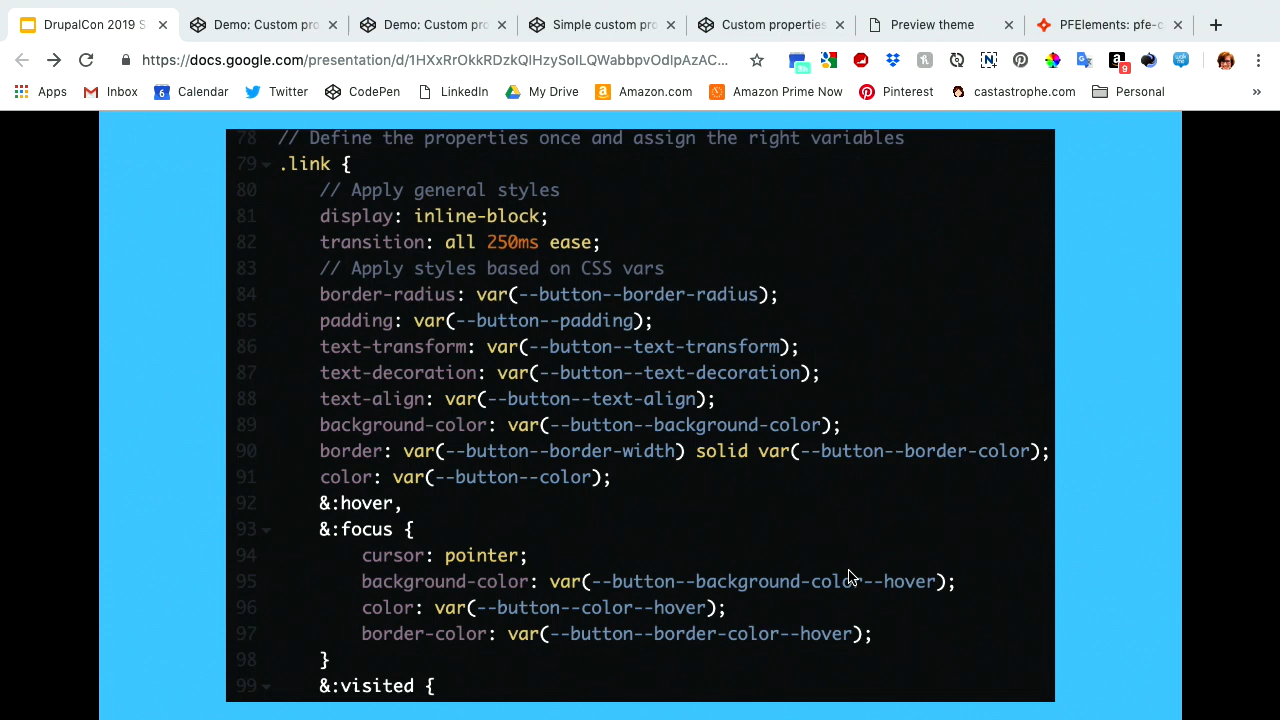 DrupalCon 2019 S
Demo: Custom pro
Demo: Custom pro
Simple custom pro
Custom properties
Preview theme
PFElements: pfe-c
https://docs.google.com/presentation/d/1HXxRrOkkRDzkQIHzySoILQWabbpvOdIpAzAC...
5h
9
Apps
Inbox
6
Calendar
Twitter
CodePen
LinkedIn
My Drive
Amazon.com
Amazon Prime Now
Pinterest
castastrophe.com
Personal
»
78 // Define the properties once and assign the right variables
79 .link {
80 // Apply general styles
81 display: inline-block;
82 transition: all 250ms ease;
83 // Apply styles based on CSS vars
84 border-radius: var(--button--border-radius);
85 padding: var(--button--padding);
86 text-transform: var(--button--text-transform);
87 text-decoration: var(--button--text-decoration);
88 text-align: var(--button--text-align);
89 background-color: var(--button--background-color);
90 border: var(--button--border-width) solid var(--button--border-color);
91 color: var(--button--color);
92 &:hover,
93 &:focus {
94 cursor: pointer;
95 background-color: var(--button--background-color--hover);
96 color: var(--button--color--hover);
97 border-color: var(--button--border-color--hover);
98 }
99 &:visited {